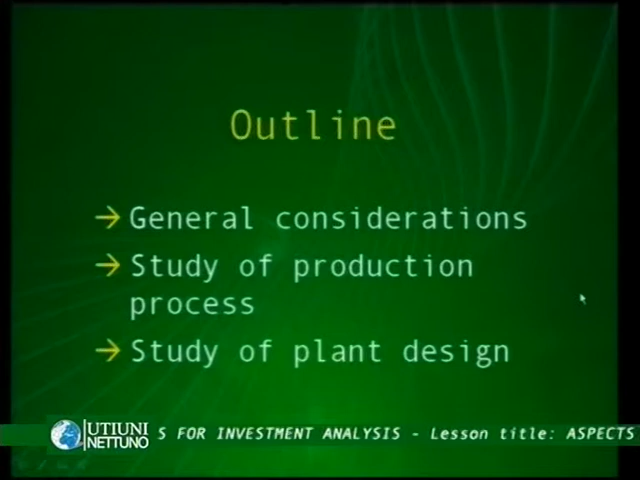 Outline
→ General considerations
→ Study of production
process
→ Study of plant design
UTIUNI
NETTUNO
S FOR INVESTMENT ANALYSIS - Lesson title: ASPECTS